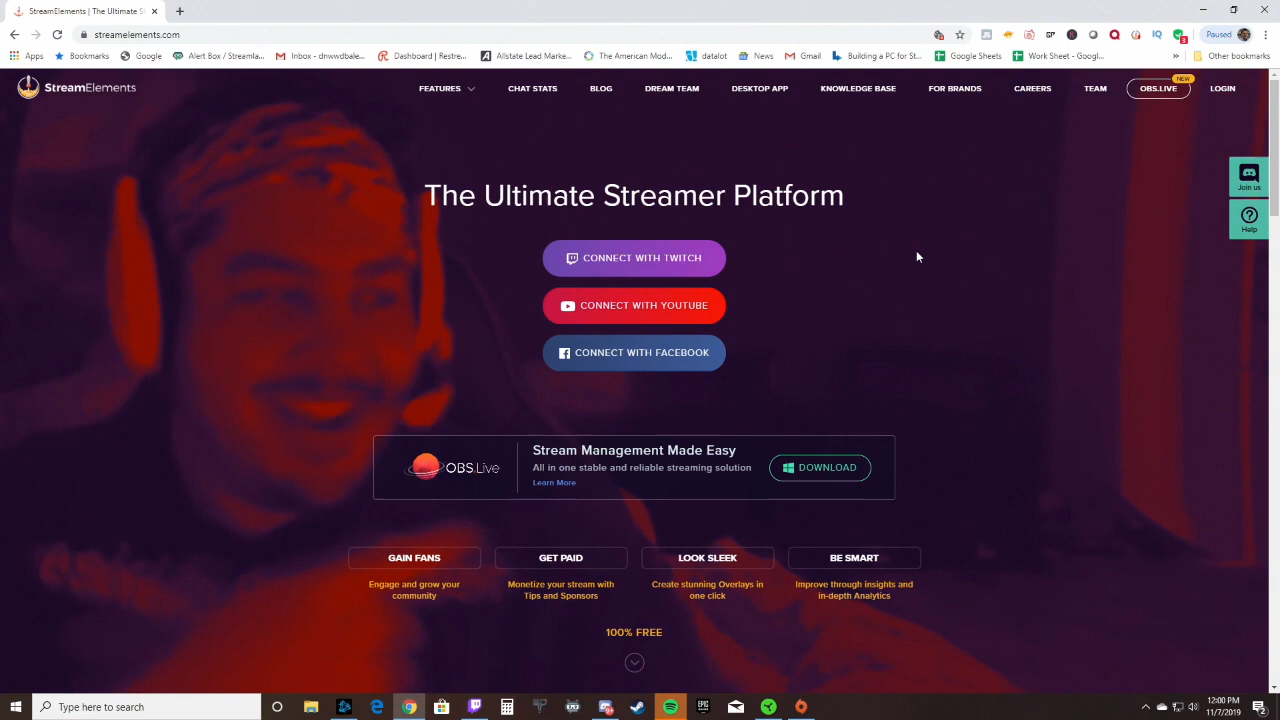 StreamElements - The Ultimate S
streamelements.com
Paused
Apps
Bookmarks
Google
Alert Box / Streamla...
Inbox - dnwwdbale...
Dashboard | Resta...
Allstate Lead Market...
The American Mod...
datalot
News
Gmail
Building a PC for St...
Google Sheets
Work Sheet - Googl...
»
Other bookmarks
StreamElements
FEATURES
CHAT STATS
BLOG
DREAM TEAM
DESKTOP APP
KNOWLEDGE BASE
FOR BRANDS
CAREERS
TEAM
NEW
OBS.LIVE
LOGIN
Join us
Help
The Ultimate Streamer Platform
CONNECT WITH TWITCH
CONNECT WITH YOUTUBE
CONNECT WITH FACEBOOK
OBS.Live
Stream Management Made Easy
All in one stable and reliable streaming solution
Learn More
DOWNLOAD
GAIN FANS
GET PAID
LOOK SLEEK
BE SMART
Engage and grow your
community
Monetize your stream with
Tips and Sponsors
Create stunning Overlays in
one click
Improve through insights and
in-depth Analytics
100% FREE
Type here to search
12:00 PM
11/7/2019